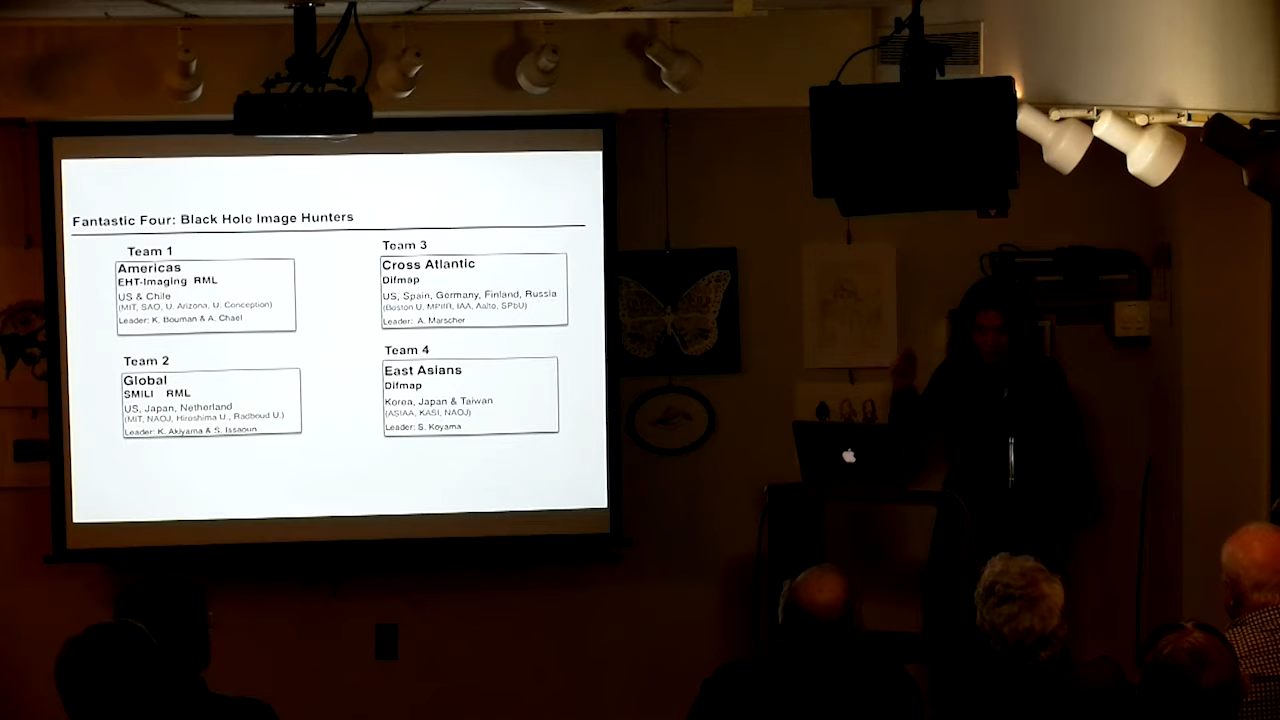 Fantastic Four: Black Hole Image Hunters
Team 1
Americas
EHT-Imaging RML
US & Chile
(MIT, SAO, U. Arizona, U. Conception)
Leader: K. Bouman & A. Chael
Team 2
Global
SMILI RML
US, Japan, Netherland
(MIT, NAOJ, Hiroshima U., Radboud U.)
Leader: K. Akiyama & S. Issaoun
Team 3
Cross Atlantic
Difmap
US, Spain, Germany, Finland, Russia
(Boston U, MPIfR, IAA, Aalto, SPbU)
Leader: A. Marscher
Team 4
East Asians
Difmap
Korea, Japan & Taiwan
(ASIAA, KASI, NAOJ)
Leader: S. Koyama